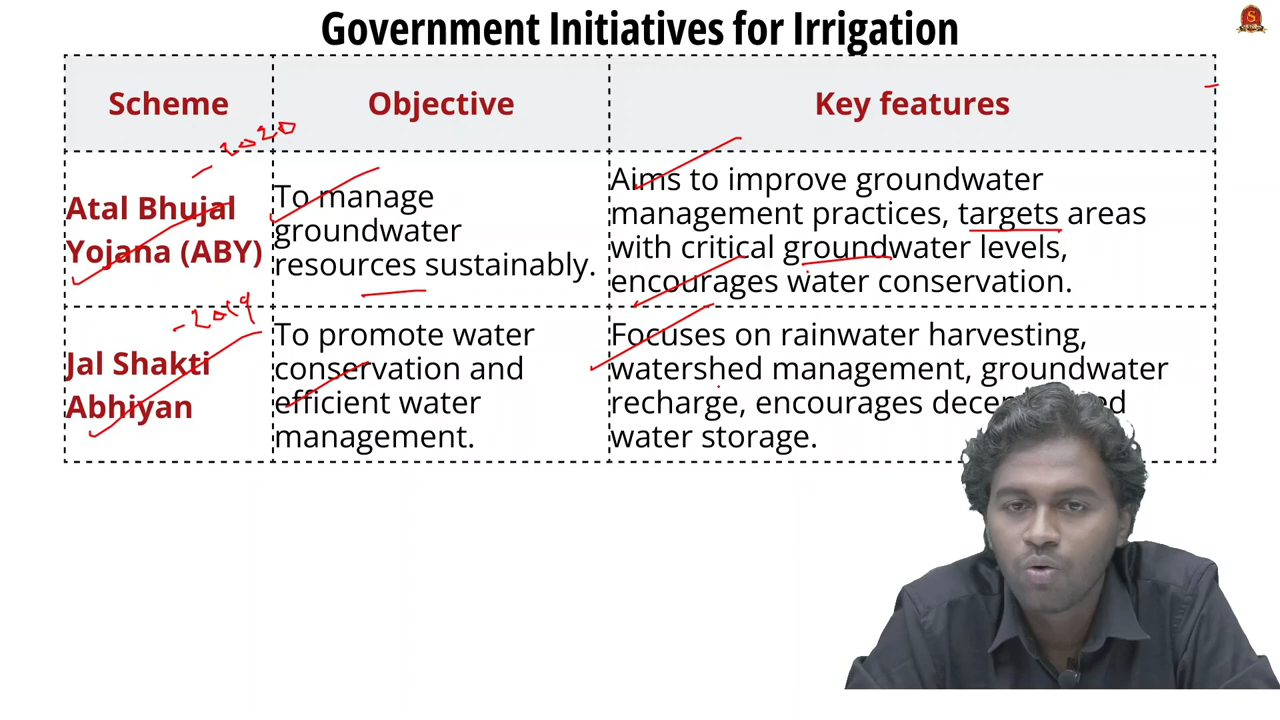 Government Initiatives for Irrigation
Scheme
Objective
Key features
- 2020
Atal Bhujal
Yojana (ABY)
To manage
groundwater
resources sustainably.
Aims to improve groundwater
management practices, targets areas
with critical groundwater levels,
encourages water conservation.
- 2019
Jal Shakti
Abhiyan
To promote water
conservation and
efficient water
management.
Focuses on rainwater harvesting,
watershed management, groundwater
recharge, encourages
water storage.